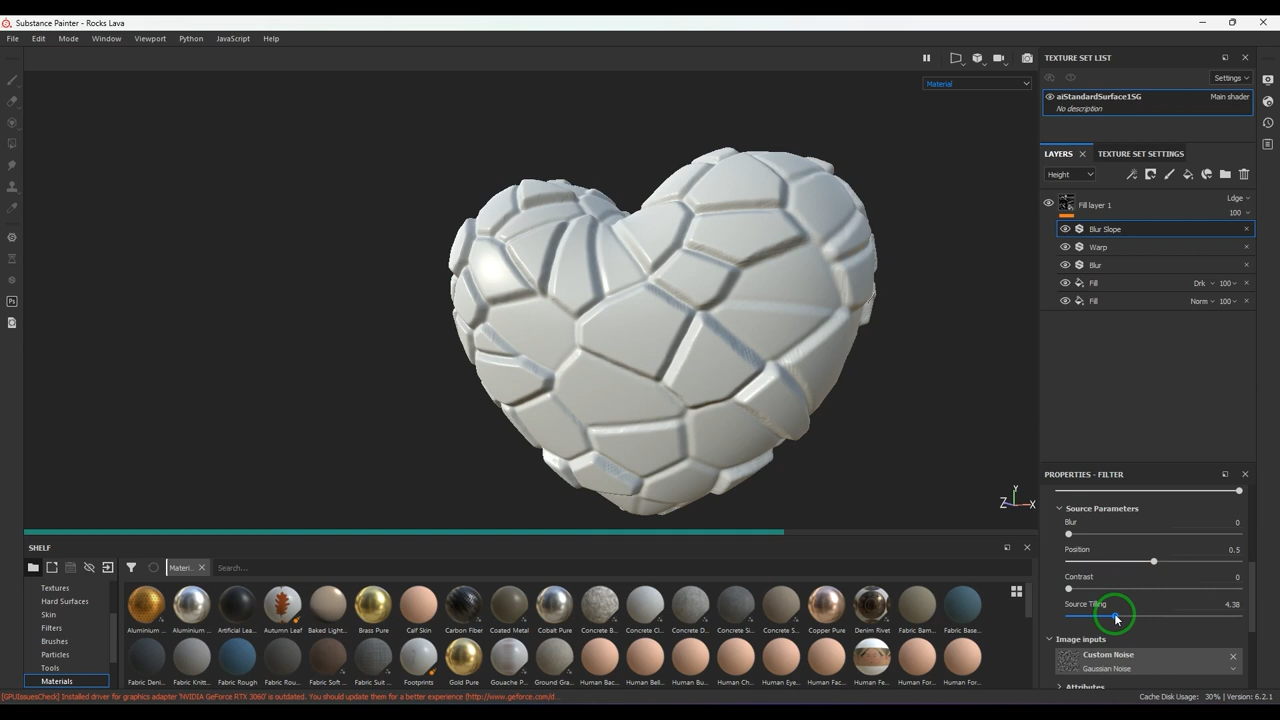 Substance Painter - Rocks Lava
File Edit Mode Window Viewport Python JavaScript Help
Material
TEXTURE SET LIST
Settings
aiStandardSurface1SG Main shader
No description
LAYERS TEXTURE SET SETTINGS
Height
Fill layer 1 Ldge
100
Blur Slope
Warp
Blur
Fill Drk 100
Fill Norm 100
Ps
Y
Z X
PROPERTIES - FILTER
Source Parameters
Blur 0
Position 0.5
Contrast 0
Source Tiling 4.38
Image inputs
Custom Noise
Gaussian Noise
Attributes
SHELF
Materi... Search...
Textures
Hard Surfaces
Skin
Filters
Brushes
Particles
Tools
Materials
Aluminium ... Aluminium ... Artificial Lea... Autumn Leaf Baked Light... Brass Pure Calf Skin Carbon Fiber Coated Metal Cobalt Pure Concrete B... Concrete Cl... Concrete D... Concrete Si... Concrete S... Copper Pure Denim Rivet Fabric Bam... Fabric Base...
Fabric Deni... Fabric Knitt... Fabric Rough Fabric Rou... Fabric Soft ... Fabric Suit ... Footprints Gold Pure Gouache P... Ground Gra... Human Bac... Human Bell... Human Bu... Human Ch... Human Eye... Human Fac... Human Fe... Human For... Human For...
[GPUIssuesCheck] Installed driver for graphics adapter 'NVIDIA GeForce RTX 3060' is outdated. You should update them for a better experience (http://www.geforce.com/d...
Cache Disk Usage: 30% | Version: 6.2.1